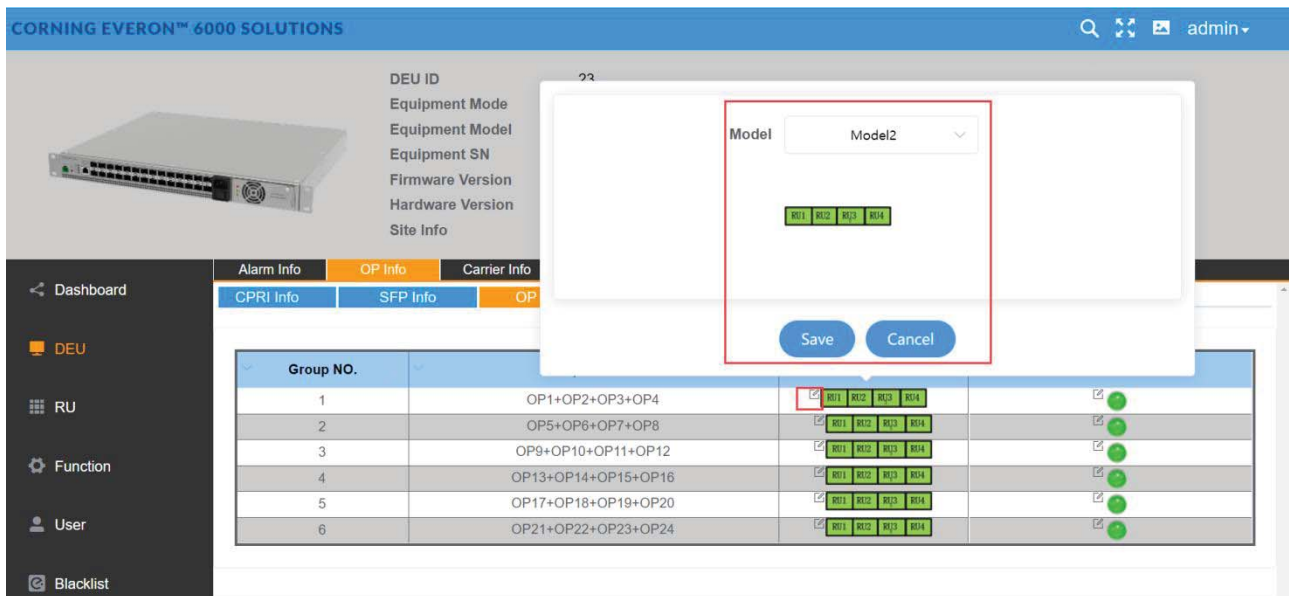 CORNING EVERON™ 6000 SOLUTIONS
admin
DEU ID 23
Equipment Mode
Equipment Model
Equipment SN
Firmware Version
Hardware Version
Site Info
Model Model2
RU1 RU2 RU3 RU4
Save Cancel
Alarm Info OP Info Carrier Info
CPRI Info SFP Info OP
Dashboard
DEU
RU
Function
User
Blacklist
Group NO.
1 OP1+OP2+OP3+OP4 RU1 RU2 RU3 RU4
2 OP5+OP6+OP7+OP8 RU1 RU2 RU3 RU4
3 OP9+OP10+OP11+OP12 RU1 RU2 RU3 RU4
4 OP13+OP14+OP15+OP16 RU1 RU2 RU3 RU4
5 OP17+OP18+OP19+OP20 RU1 RU2 RU3 RU4
6 OP21+OP22+OP23+OP24 RU1 RU2 RU3 RU4